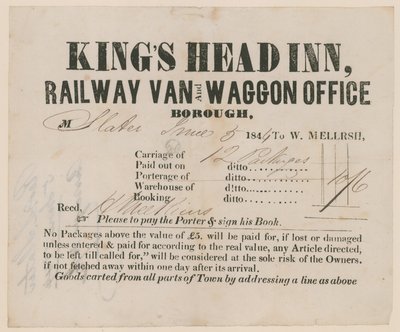 KING'S HEAD INN,
RAILWAY VAN And WAGGON OFFICE
BOROUGH,
M Slater June 5 1844 To W. MELLRSH,
Carriage of 12 Packages
Paid out on ditto
Porterage of ditto
Warehouse of ditto
Booking, ditto 1/6
Recd,
Please to pay the Porter & sign his Book.
No Packages above the value of £5. will be paid for, if lost or damaged
unless entered & paid for according to the real value, any Article directed,
to be left till called for," will be considered at the sole risk of the Owners.
if not fetched away within one day after its arrival.
Goods carted from all parts of Town by addressing a line as above